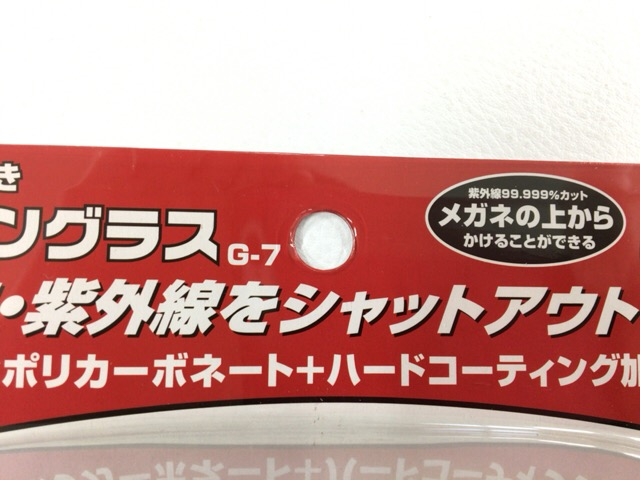 き
ングラス G-7
紫外線99.999%カット
メガネの上から
かけることができる
・紫外線をシャットアウト
ポリカーボネート+ハードコーティング加